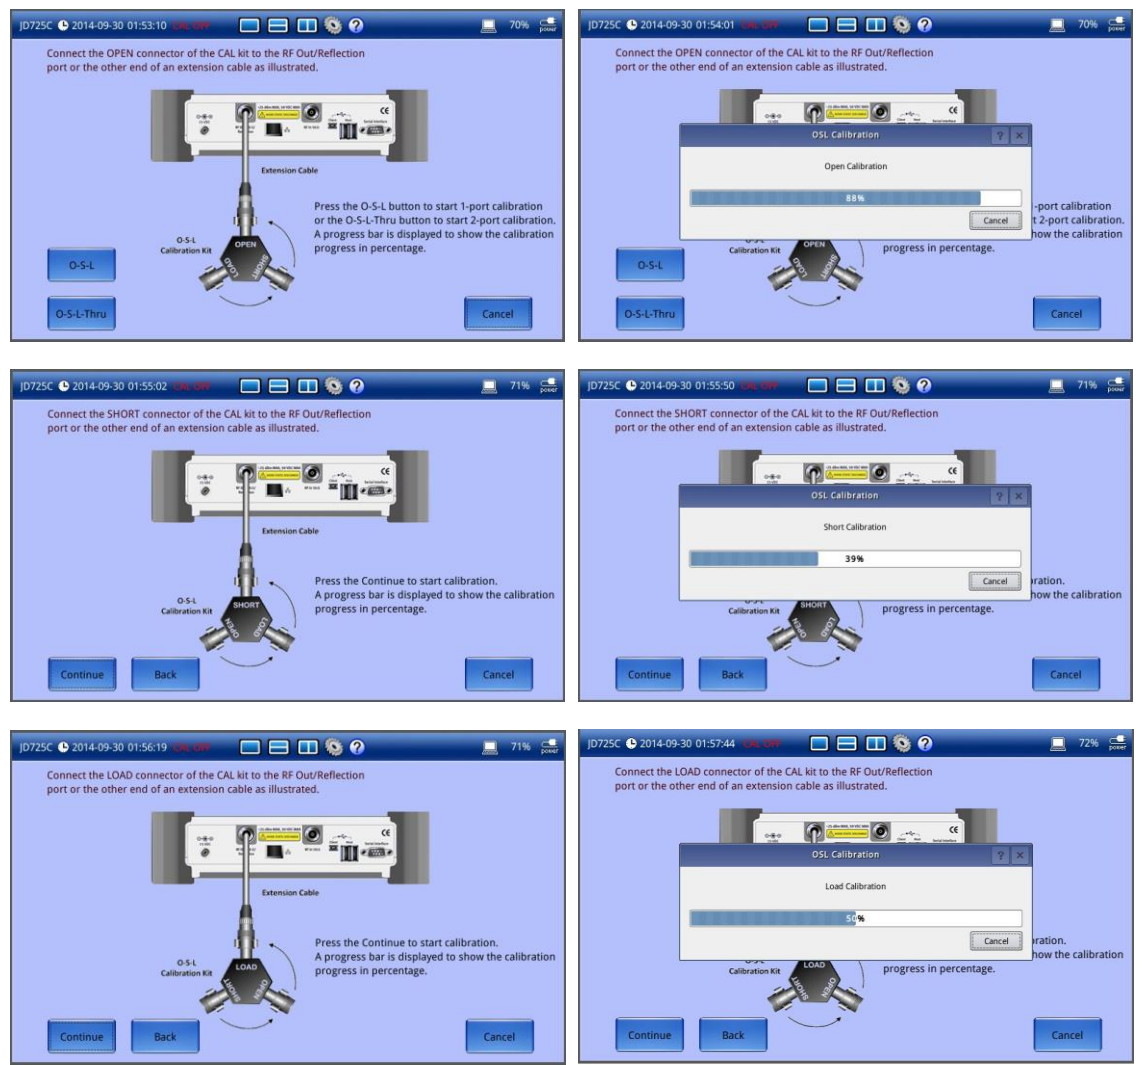 JD725C 2014-09-30 01:53:10 CAL OFF 70% power
Connect the OPEN connector of the CAL kit to the RF Out/Reflection
port or the other end of an extension cable as illustrated.
Extension Cable
Press the O-S-L button to start 1-port calibration
or the O-S-L-Thru button to start 2-port calibration.
A progress bar is displayed to show the calibration
progress in percentage.
O-S-L
Calibration Kit
OPEN
LOAD
SHORT
O-S-L
O-S-L-Thru
Cancel
JD725C 2014-09-30 01:54:01 70% power
Connect the OPEN connector of the CAL kit to the RF Out/Reflection
port or the other end of an extension cable as illustrated.
OSL Calibration ? ×
Open Calibration
88%
Cancel
-port calibration
t 2-port calibration.
how the calibration
progress in percentage.
Calibration Kit
OPEN
LOAD
SHORT
O-S-L
O-S-L-Thru
Cancel
JD725C 2014-09-30 01:55:02 CAL OFF 71% power
Connect the SHORT connector of the CAL kit to the RF Out/Reflection
port or the other end of an extension cable as illustrated.
Extension Cable
Press the Continue to start calibration.
A progress bar is displayed to show the calibration
progress in percentage.
O-S-L
Calibration Kit
SHORT
OPEN
LOAD
Continue
Back
Cancel
JD725C 2014-09-30 01:55:50 71% power
Connect the SHORT connector of the CAL kit to the RF Out/Reflection
port or the other end of an extension cable as illustrated.
OSL Calibration ? ×
Short Calibration
39%
Cancel
ration.
how the calibration
progress in percentage.
Calibration Kit
SHORT
OPEN
LOAD
Continue
Back
Cancel
JD725C 2014-09-30 01:56:19 CAL OFF 71% power
Connect the LOAD connector of the CAL kit to the RF Out/Reflection
port or the other end of an extension cable as illustrated.
Extension Cable
Press the Continue to start calibration.
A progress bar is displayed to show the calibration
progress in percentage.
O-S-L
Calibration Kit
LOAD
SHORT
OPEN
Continue
Back
Cancel
JD725C 2014-09-30 01:57:44 72% power
Connect the LOAD connector of the CAL kit to the RF Out/Reflection
port or the other end of an extension cable as illustrated.
OSL Calibration ? ×
Load Calibration
50%
Cancel
ration.
how the calibration
progress in percentage.
Calibration Kit
LOAD
SHORT
OPEN
Continue
Back
Cancel